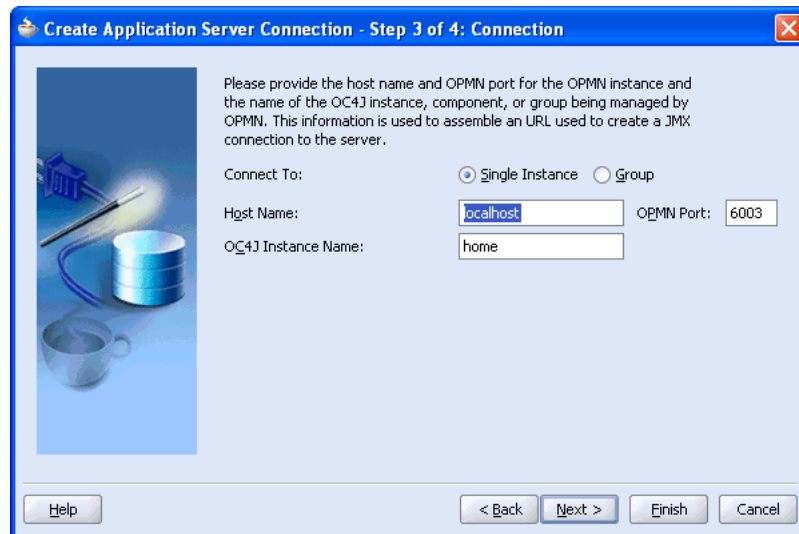 Create Application Server Connection - Step 3 of 4: Connection
Please provide the host name and OPMN port for the OPMN instance and
the name of the OC4J instance, component, or group being managed by
OPMN. This information is used to assemble an URL used to create a JMX
connection to the server.
Connect To: Single Instance Group
Host Name: localhost OPMN Port: 6003
OC4J Instance Name: home
Help < Back Next > Finish Cancel